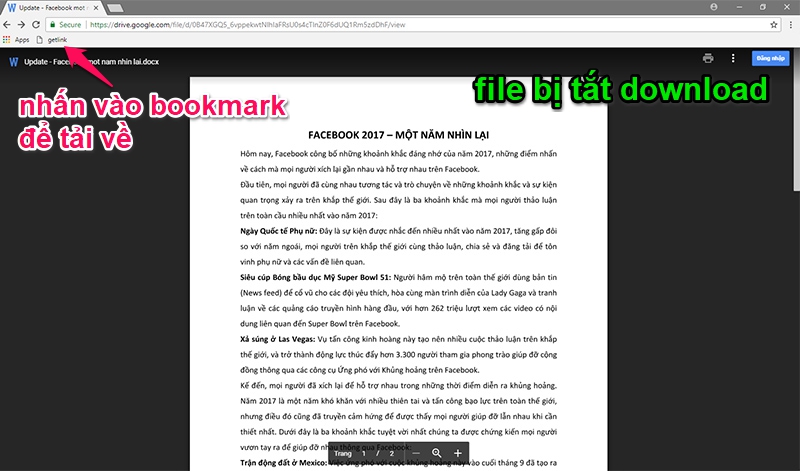 Update - Facebook mot
Secure https://drive.google.com/file/d/
/view
Apps getlink
Update - Facebook mot nam nhin lai.docx
Đăng nhập
nhấn vào bookmark
để tải về
file bị tắt download
FACEBOOK 2017 – MỘT NĂM NHÌN LẠI
Hôm nay, Facebook công bố những khoảnh khắc đáng nhớ của năm 2017, những điểm nhấn
về cách mà mọi người xích lại gần nhau và hỗ trợ nhau trên Facebook.
Đầu tiên, mọi người đã cùng nhau tương tác và trò chuyện về những khoảnh khắc và sự kiện
quan trọng xảy ra trên khắp thế giới. Sau đây là ba khoảnh khắc mà mọi người thảo luận
trên toàn cầu nhiều nhất vào năm 2017:
Ngày Quốc tế Phụ nữ: Đây là sự kiện được nhắc đến nhiều nhất vào năm 2017, tăng gấp đôi
so với năm ngoái, mọi người trên khắp thế giới cùng thảo luận, chia sẻ và đăng tải để tôn
vinh phụ nữ và các vấn đề liên quan.
Siêu cúp Bóng bầu dục Mỹ Super Bowl 51: Người hâm mộ trên toàn thế giới dùng bản tin
(News feed) để cổ vũ cho các đội yêu thích, hòa cùng màn trình diễn của Lady Gaga và tranh
luận về các quảng cáo truyền hình hàng đầu, với hơn 262 triệu lượt xem các video có nội
dung liên quan đến Super Bowl trên Facebook.
Xả súng ở Las Vegas: Vụ tấn công kinh hoàng này tạo nên nhiều cuộc thảo luận trên khắp
thế giới, và trở thành động lực thúc đẩy hơn 3.300 người tham gia phong trào giúp đỡ cộng
đồng thông qua các công cụ Ứng phó với Khủng hoảng trên Facebook.
Kế đến, mọi người đã xích lại để hỗ trợ nhau trong những thời điểm diễn ra khủng hoảng.
Năm 2017 là một năm khó khăn với nhiều thiên tai và tấn công bạo lực trên toàn thế giới,
nhưng điều đó cũng đã truyền cảm hứng để được thấy mọi người giúp đỡ lẫn nhau khi cần
thiết nhất. Dưới đây là ba khoảnh khắc tuyệt vời nhất chúng ta được chứng kiến mọi người
vươn tay ra để giúp đỡ nhau thông qua Facebook:
Trang 1 / 2
Trận động đất ở Mexico: Việc ứng phó với cuộc khủng hoảng này vào cuối tháng 9 đã tạo ra